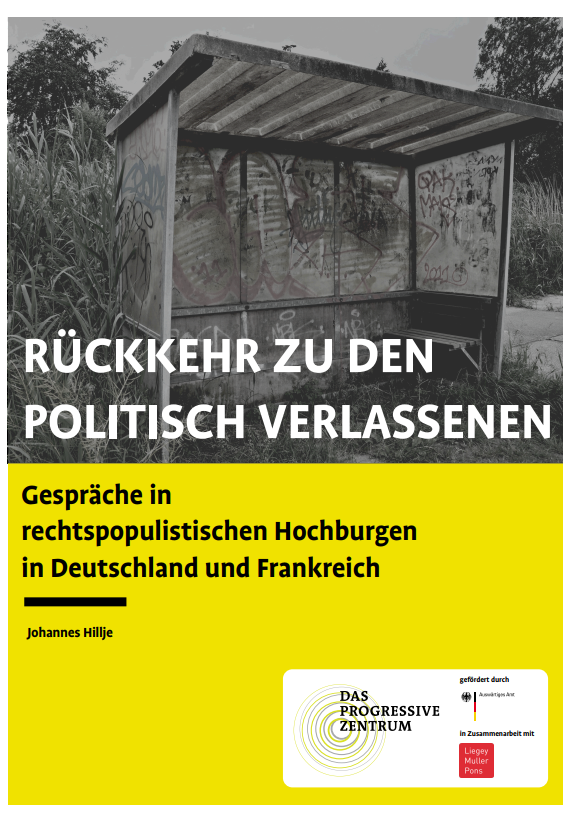 RÜCKKEHR ZU DEN
POLITISCH VERLASSENEN
Gespräche in
rechtspopulistischen Hochburgen
in Deutschland und Frankreich
Johannes Hillje
DAS
PROGRESSIVE
ZENTRUM
gefördert durch
Auswärtiges Amt
in Zusammenarbeit mit
Liegey
Muller
Pons